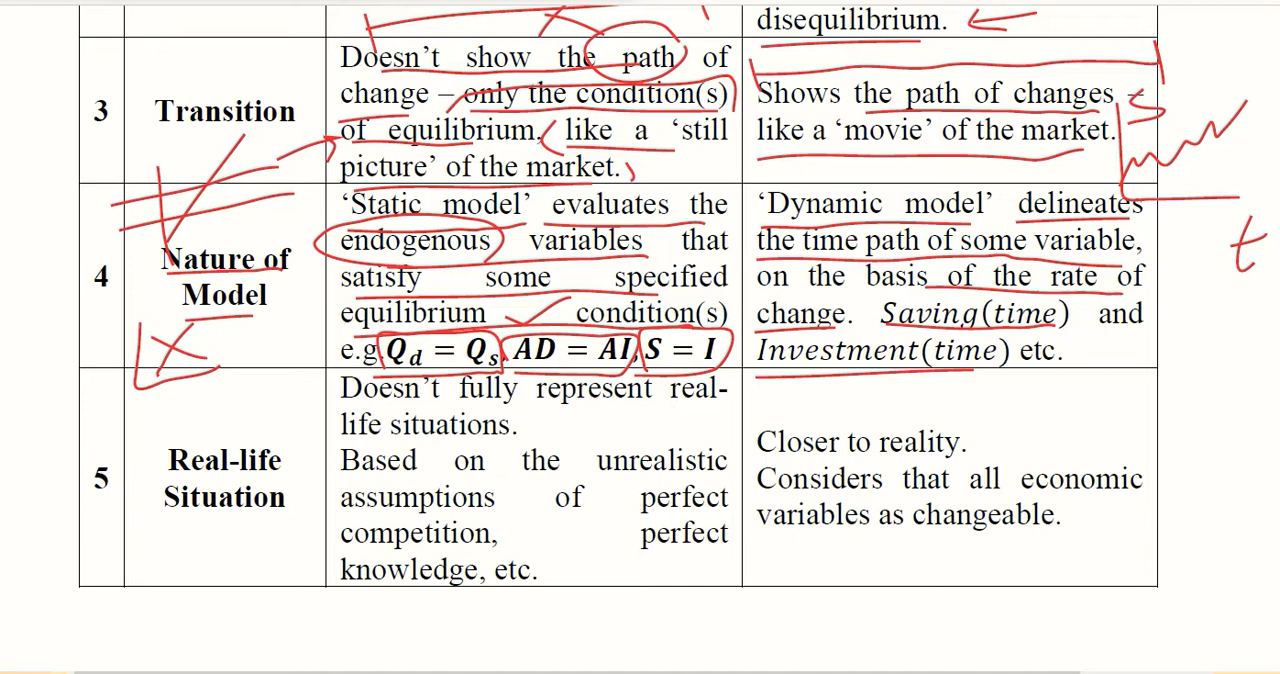 disequilibrium.
3
Transition
Doesn’t show the path of
change – only the condition(s)
of equilibrium. (like a ‘still
picture’ of the market.)
Shows the path of changes –
like a ‘movie’ of the market.
S
t
4
Nature of
Model
‘Static model’ evaluates the
endogenous variables that
satisfy some specified
equilibrium condition(s)
e.g. Qd = Qs, AD = AI, S = I
‘Dynamic model’ delineates
the time path of some variable,
on the basis of the rate of
change. Saving(time) and
Investment(time) etc.
5
Real-life
Situation
Doesn’t fully represent real-
life situations.
Based on the unrealistic
assumptions of perfect
competition, perfect
knowledge, etc.
Closer to reality.
Considers that all economic
variables as changeable.